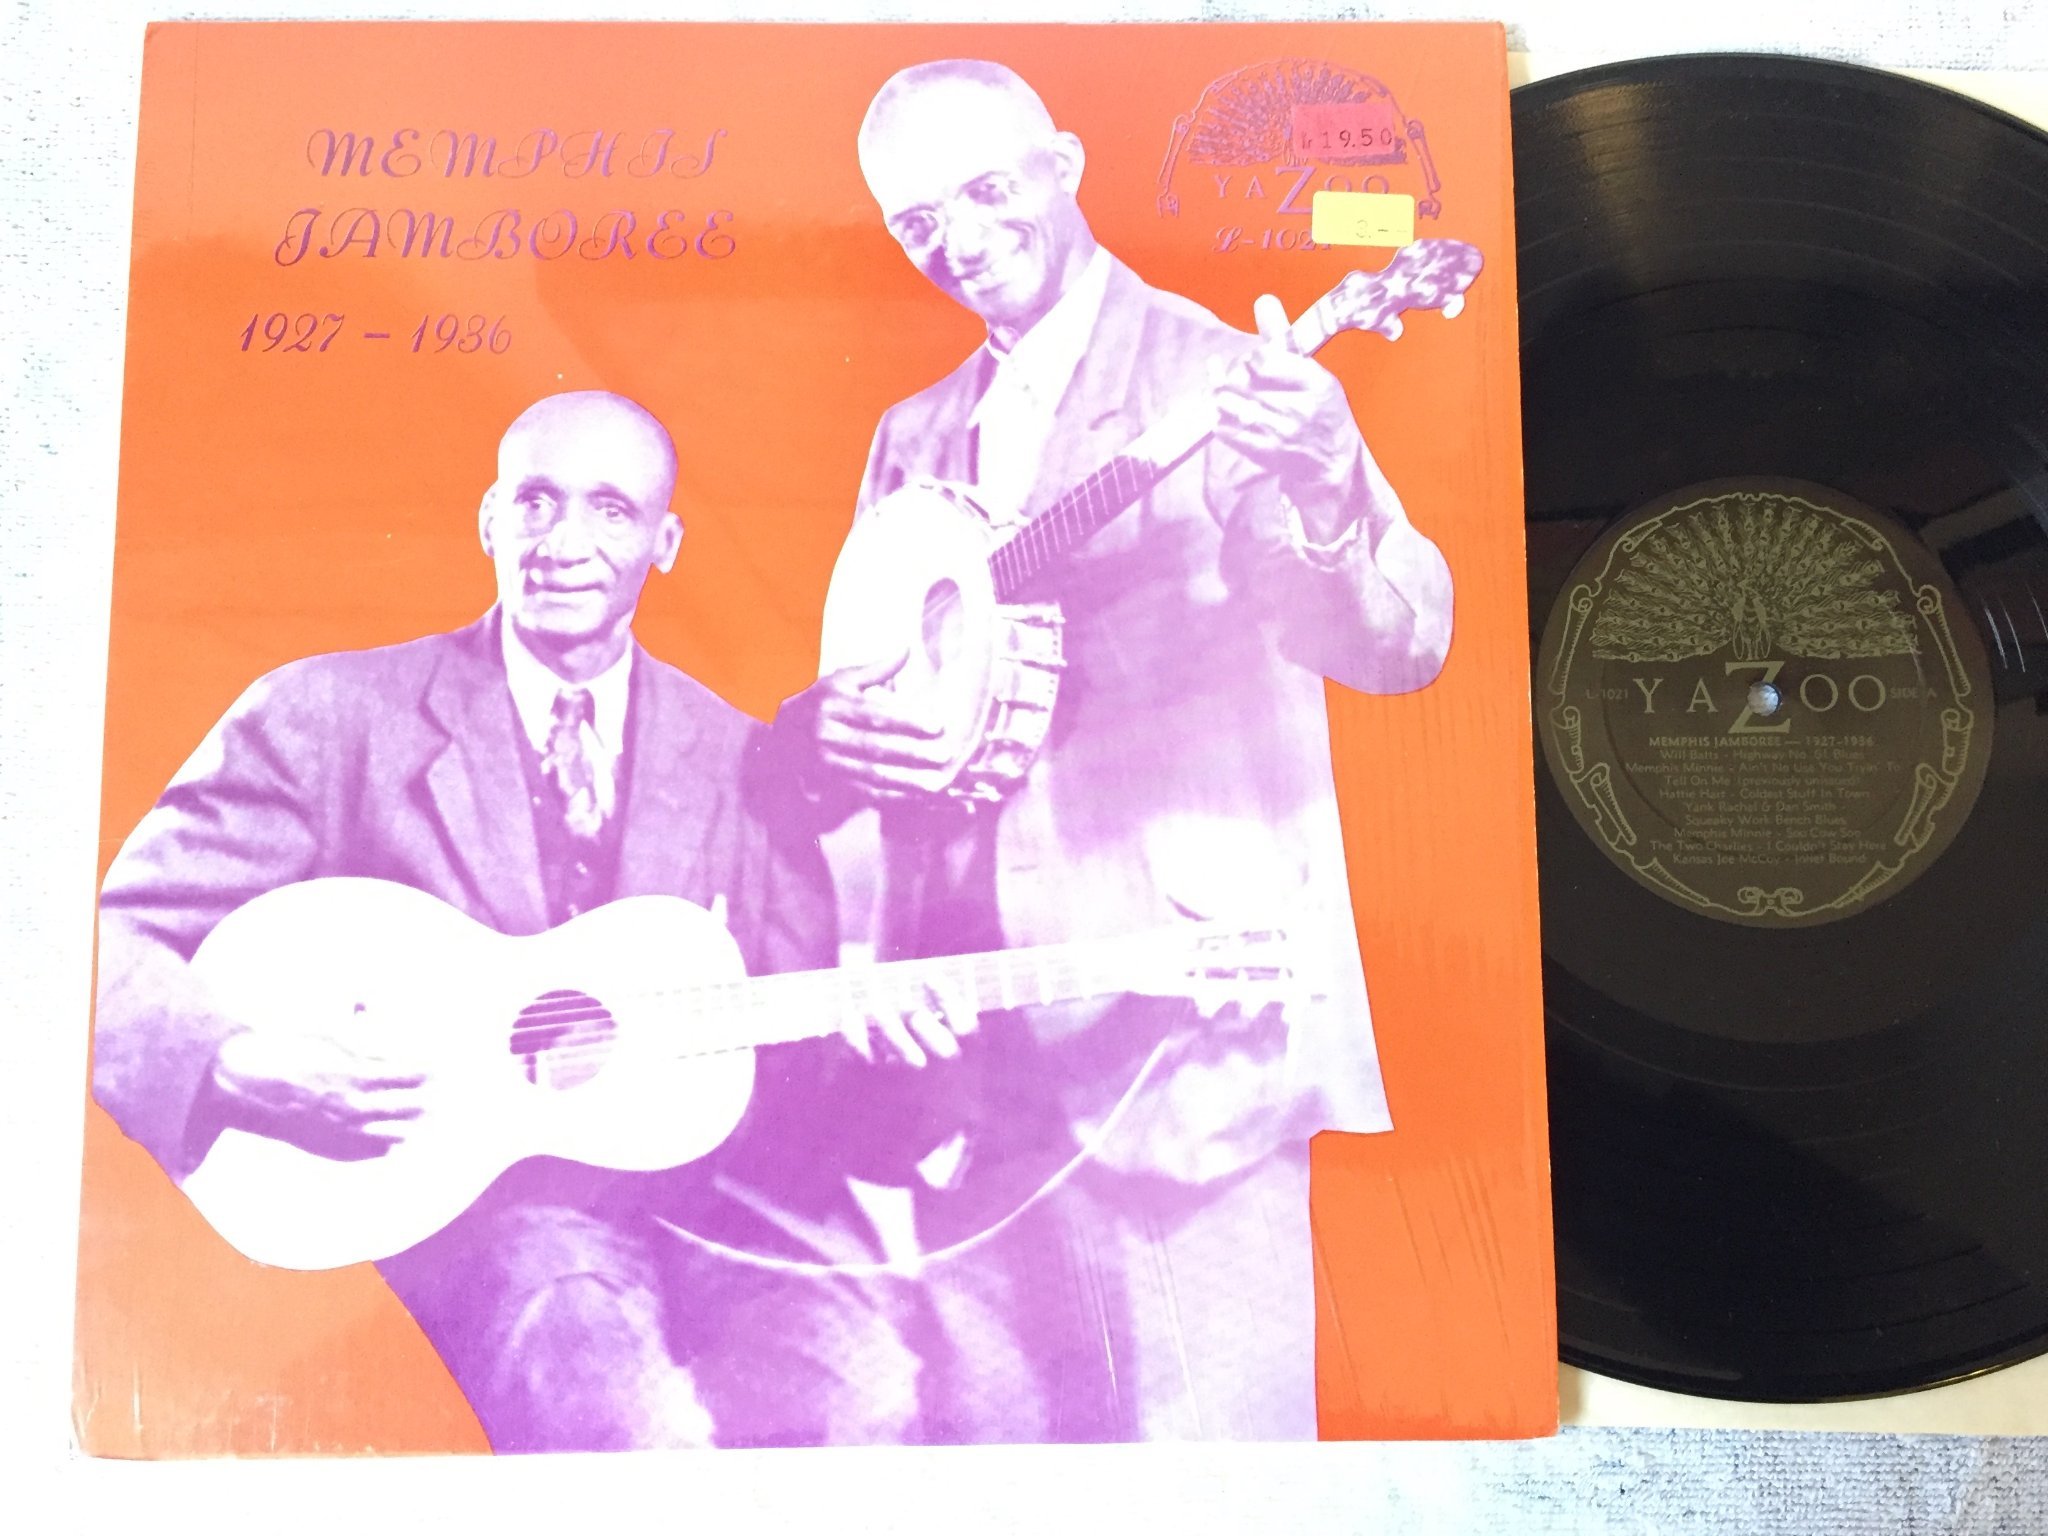 MEMPHIS
JAMBOREE
1927 - 1936
fr 19.50
YAZOO
3.--
L-1021
YAZOO
L-1021
SIDE A
MEMPHIS JAMBOREE — 1927-1936
Will Batts - Highway No. 61 Blues
Memphis Minnie - Ain't No Use You Tryin' To
Tell On Me (previously unissued)
Hattie Hart - Coldest Stuff In Town
Yank Rachel & Dan Smith -
Squeaky Work Bench Blues
Memphis Minnie - Soo Cow Soo
The Two Charlies - I Couldn't Stay Here
Kansas Joe McCoy - Joliet Bound